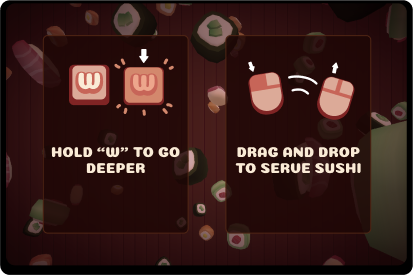 W
W
HOLD “W” TO GO
DEEPER
DRAG AND DROP
TO SERVE SUSHI